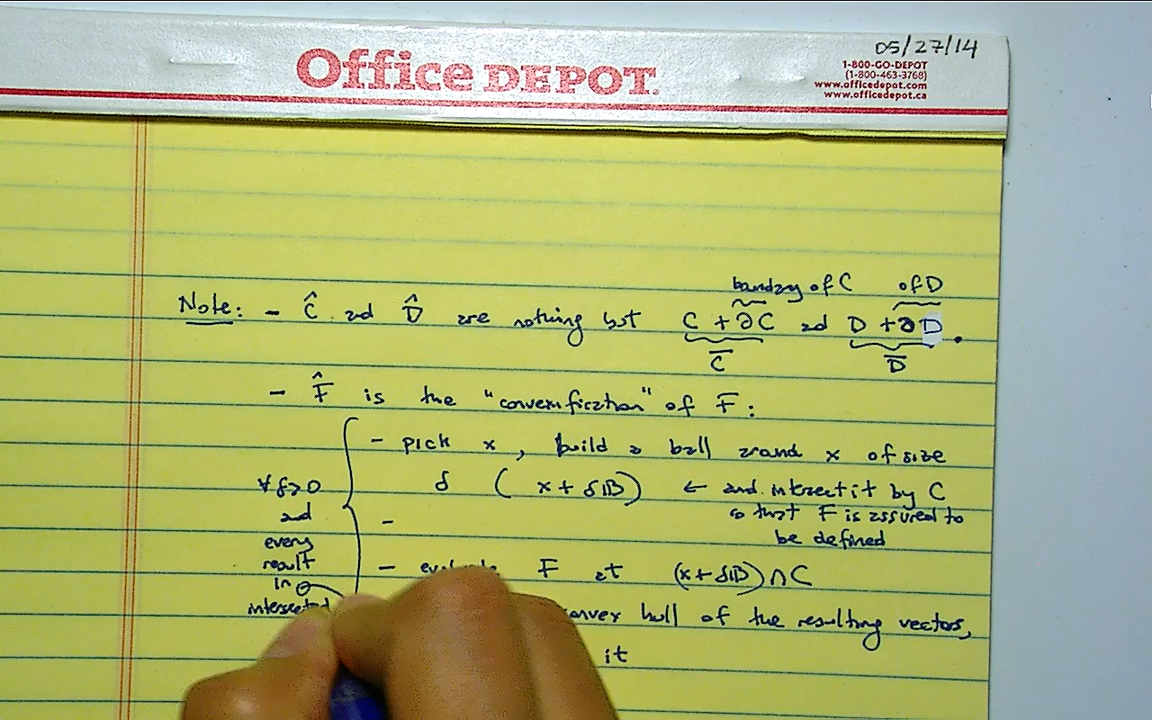 05/27/14
Office DEPOT.
1-800-GO-DEPOT
(1-800-463-3768)
www.officedepot.com
www.officedepot.ca
boundary of C of D
Note: - Ĉ and D̂ are nothing but C + ∂C and D + ∂D.
C̅ D̅
- F̂ is the "convexification" of F:
- pick x, build a ball around x of size
δ (x + δ𝔹) ← and intersect it by C
so that F is assured to
be defined
-
- evaluate F at (x + δ𝔹) ∩ C
convex hull of the resulting vectors,
it
∀ δ>0
and
every
result
in
intersected